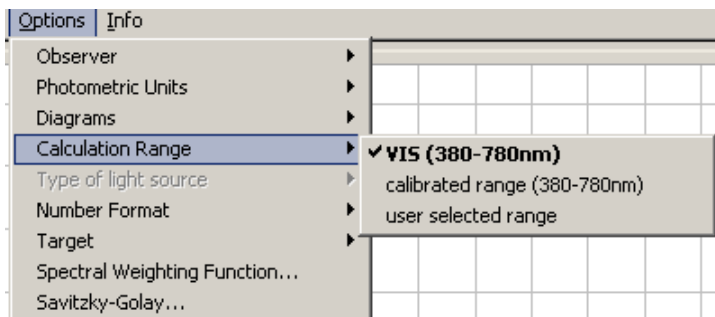 Options Info
Observer
Photometric Units
Diagrams
Calculation Range
VIS (380-780nm)
calibrated range (380-780nm)
user selected range
Type of light source
Number Format
Target
Spectral Weighting Function...
Savitzky-Golay...